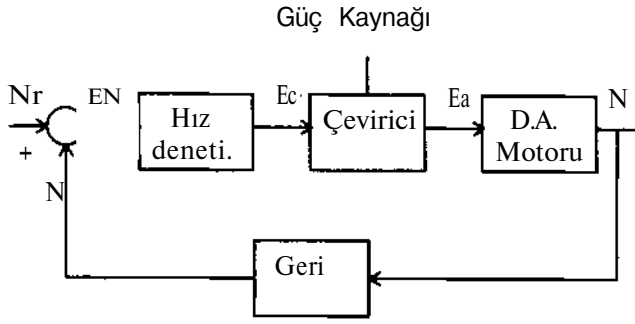 Güç Kaynağı
Nr
EN
Hız
deneti.
Ec
Çevirici
Ea
D.A.
Motoru
N
+
N
Geri